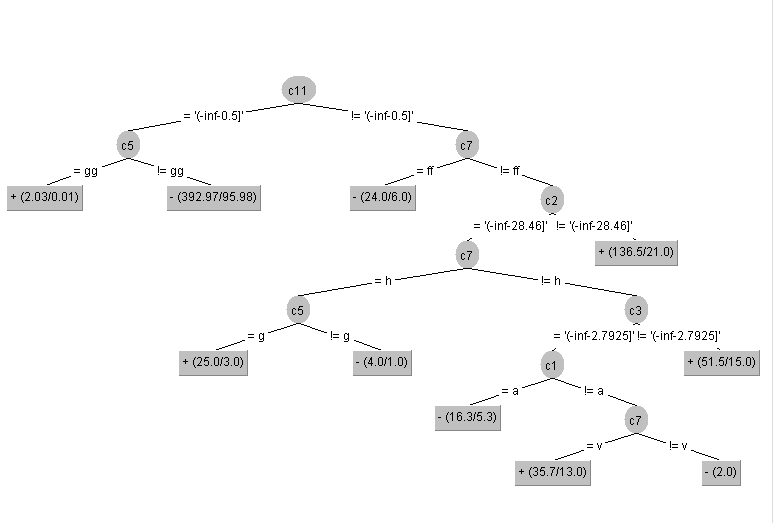 c11
= '(-inf-0.5]' != '(-inf-0.5]'
c5 c7
= gg != gg = ff != ff
+ (2.03/0.01) - (392.97/95.98) - (24.0/6.0) c2
= '(-inf-28.46]' != '(-inf-28.46]'
c7 + (136.5/21.0)
= h != h
c5 c3
= g != g = '(-inf-2.7925]' != '(-inf-2.7925]'
+ (25.0/3.0) - (4.0/1.0) c1 + (51.5/15.0)
= a != a
- (16.3/5.3) c7
= v != v
+ (35.7/13.0) - (2.0)